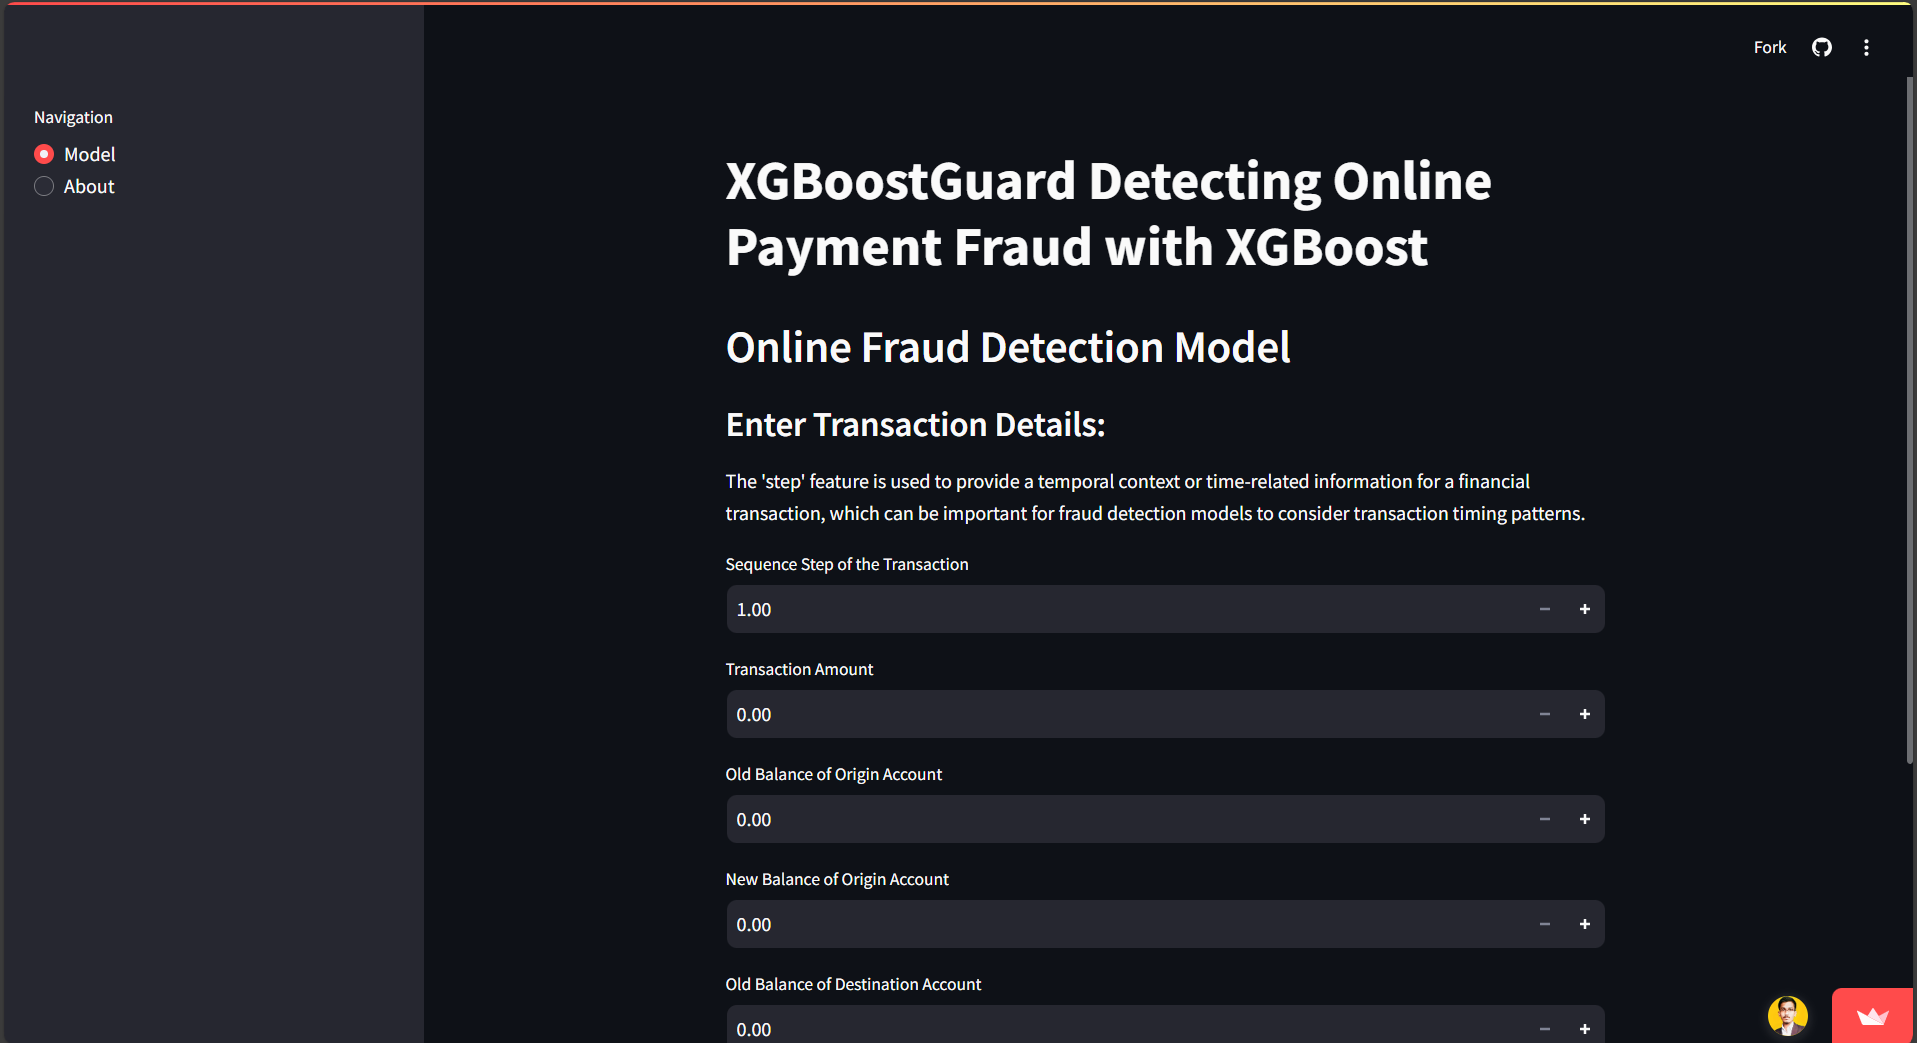 Fork
Navigation
Model
About
XGBoostGuard Detecting Online
Payment Fraud with XGBoost
Online Fraud Detection Model
Enter Transaction Details:
The 'step' feature is used to provide a temporal context or time-related information for a financial
transaction, which can be important for fraud detection models to consider transaction timing patterns.
Sequence Step of the Transaction
1.00
Transaction Amount
0.00
Old Balance of Origin Account
0.00
New Balance of Origin Account
0.00
Old Balance of Destination Account
0.00